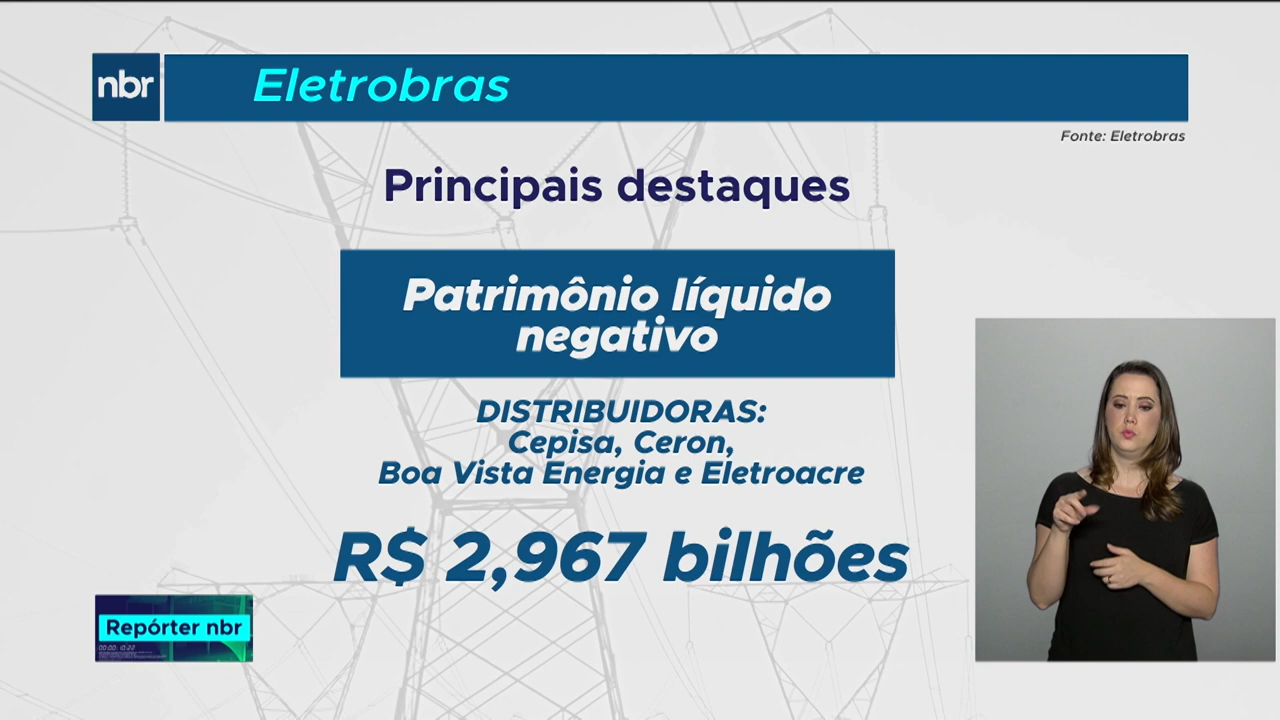 nbr
Eletrobras
Fonte: Eletrobras
Principais destaques
Patrimônio líquido
negativo
DISTRIBUIDORAS:
Cepisa, Ceron,
Boa Vista Energia e Eletroacre
R$ 2,967 bilhões
Repórter nbr